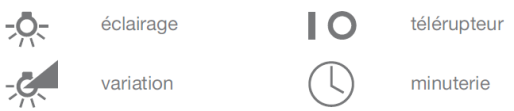 éclairage
télérupteur
variation
minuterie